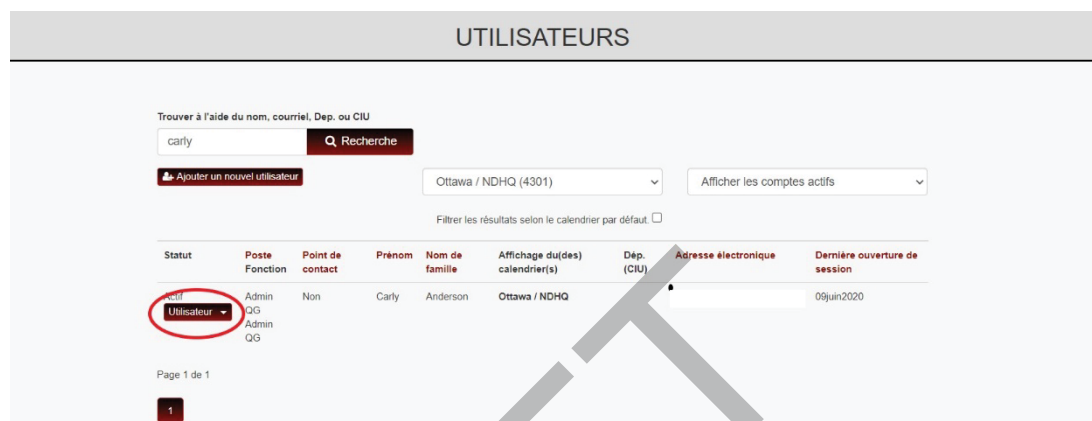 UTILISATEURS
Trouver à l'aide du nom, courriel, Dep. ou CIU
carly
Recherche
Ajouter un nouvel utilisateur
Ottawa / NDHQ (4301)
Afficher les comptes actifs
Filtrer les résultats selon le calendrier par défaut.
Statut Poste Point de Prénom Nom de Affichage du(des) Dép. Adresse électronique Dernière ouverture de
Fonction contact famille calendrier(s) (CIU) session
Actif Admin Non Carly Anderson Ottawa / NDHQ 09juin2020
Utilisateur QG
Admin
QG
Page 1 de 1
1